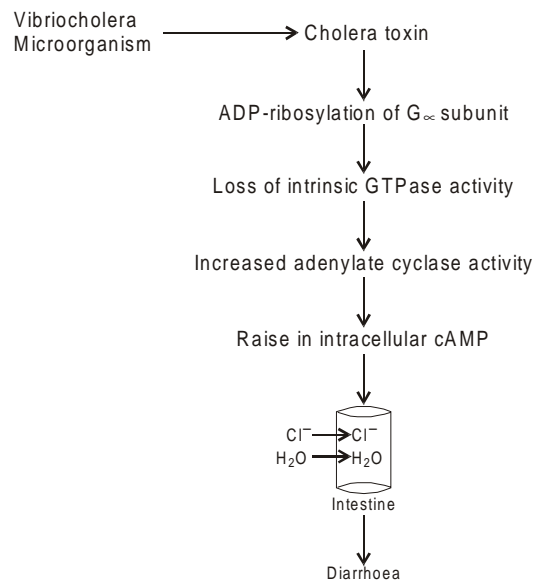 Vibriocholera
Microorganism
Cholera toxin
ADP-ribosylation of G∝ subunit
Loss of intrinsic GTPase activity
Increased adenylate cyclase activity
Raise in intracellular cAMP
Cl⁻ Cl⁻
H₂O H₂O
Intestine
Diarrhoea